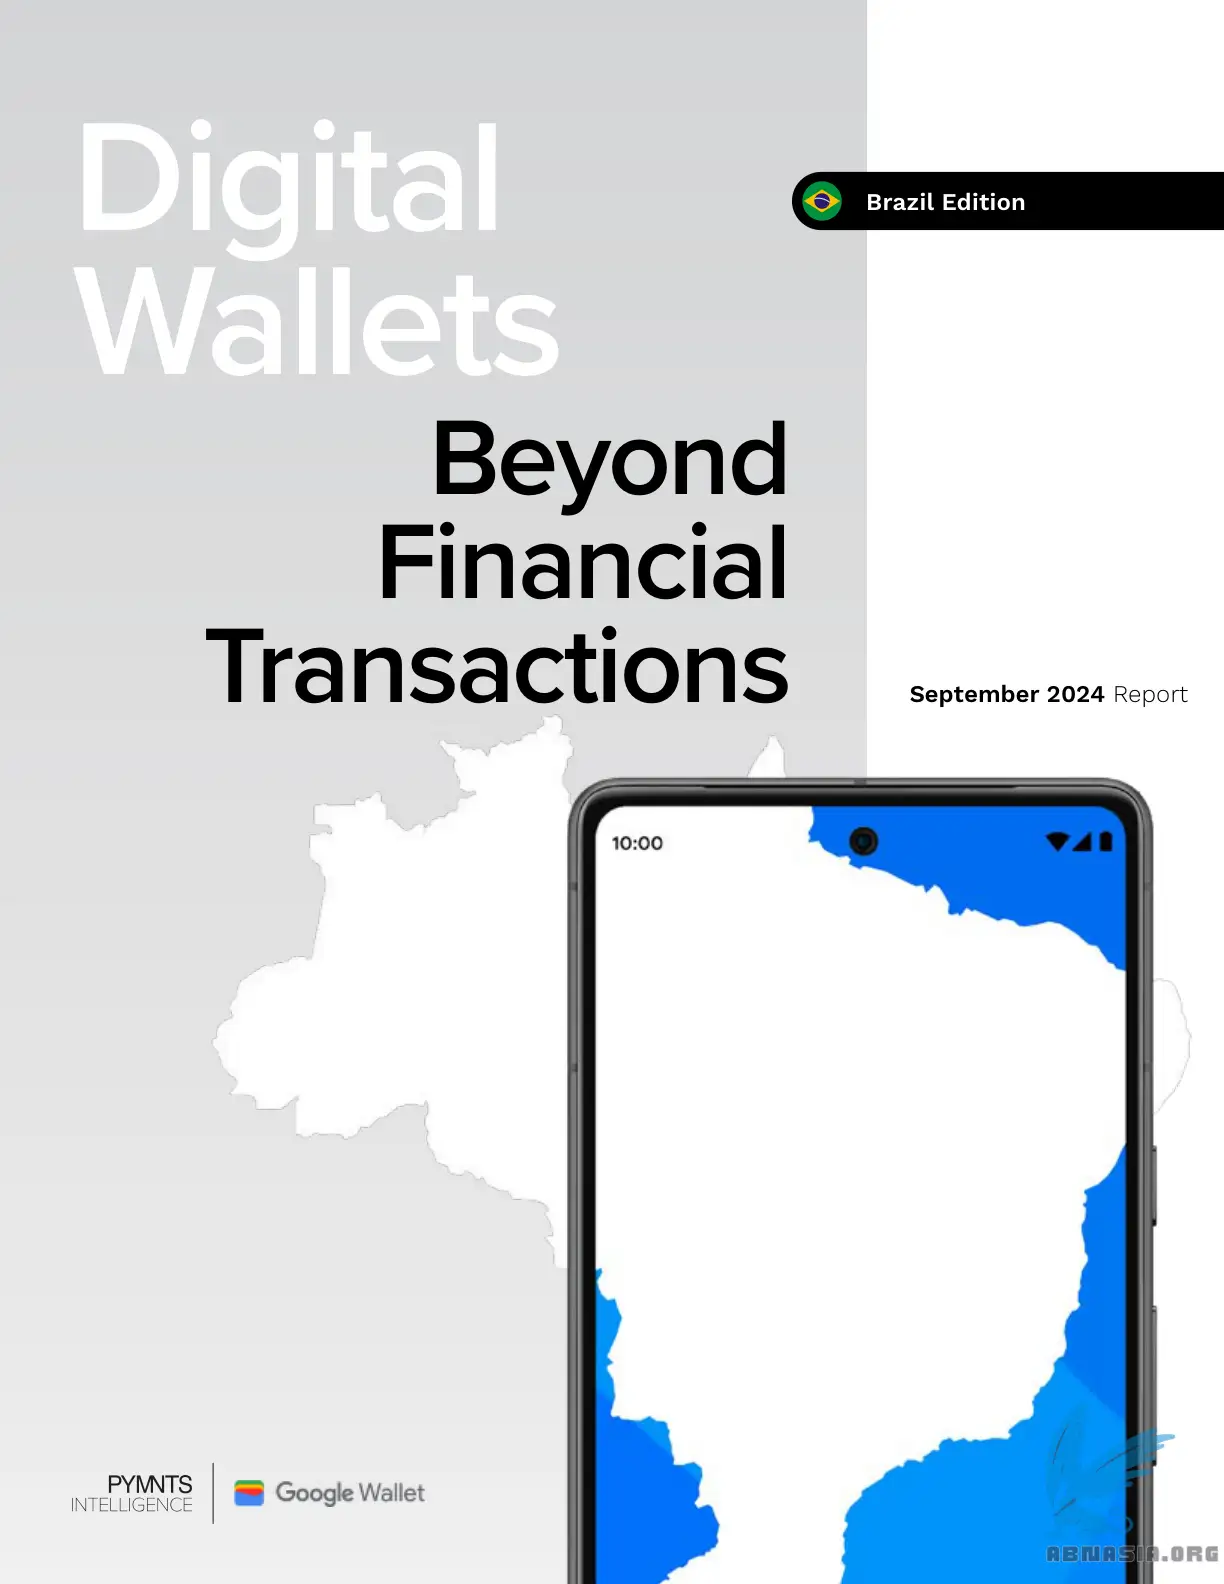 Digital
Wallets
Brazil Edition
Beyond
Financial
Transactions
September 2024 Report
10:00
PYMNTS
INTELLIGENCE
Google Wallet
ABNASIA.ORG